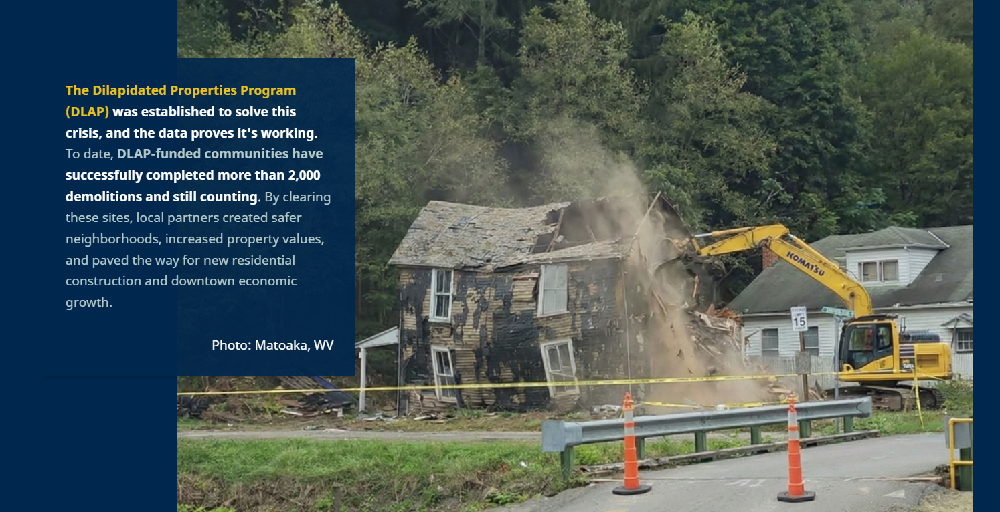 The Dilapidated Properties Program
(DLAP) was established to solve this
crisis, and the data proves it's working.
To date, DLAP-funded communities have
successfully completed more than 2,000
demolitions and still counting. By clearing
these sites, local partners created safer
neighborhoods, increased property values,
and paved the way for new residential
construction and downtown economic
growth.
Photo: Matoaka, WV
KOMATSU
15